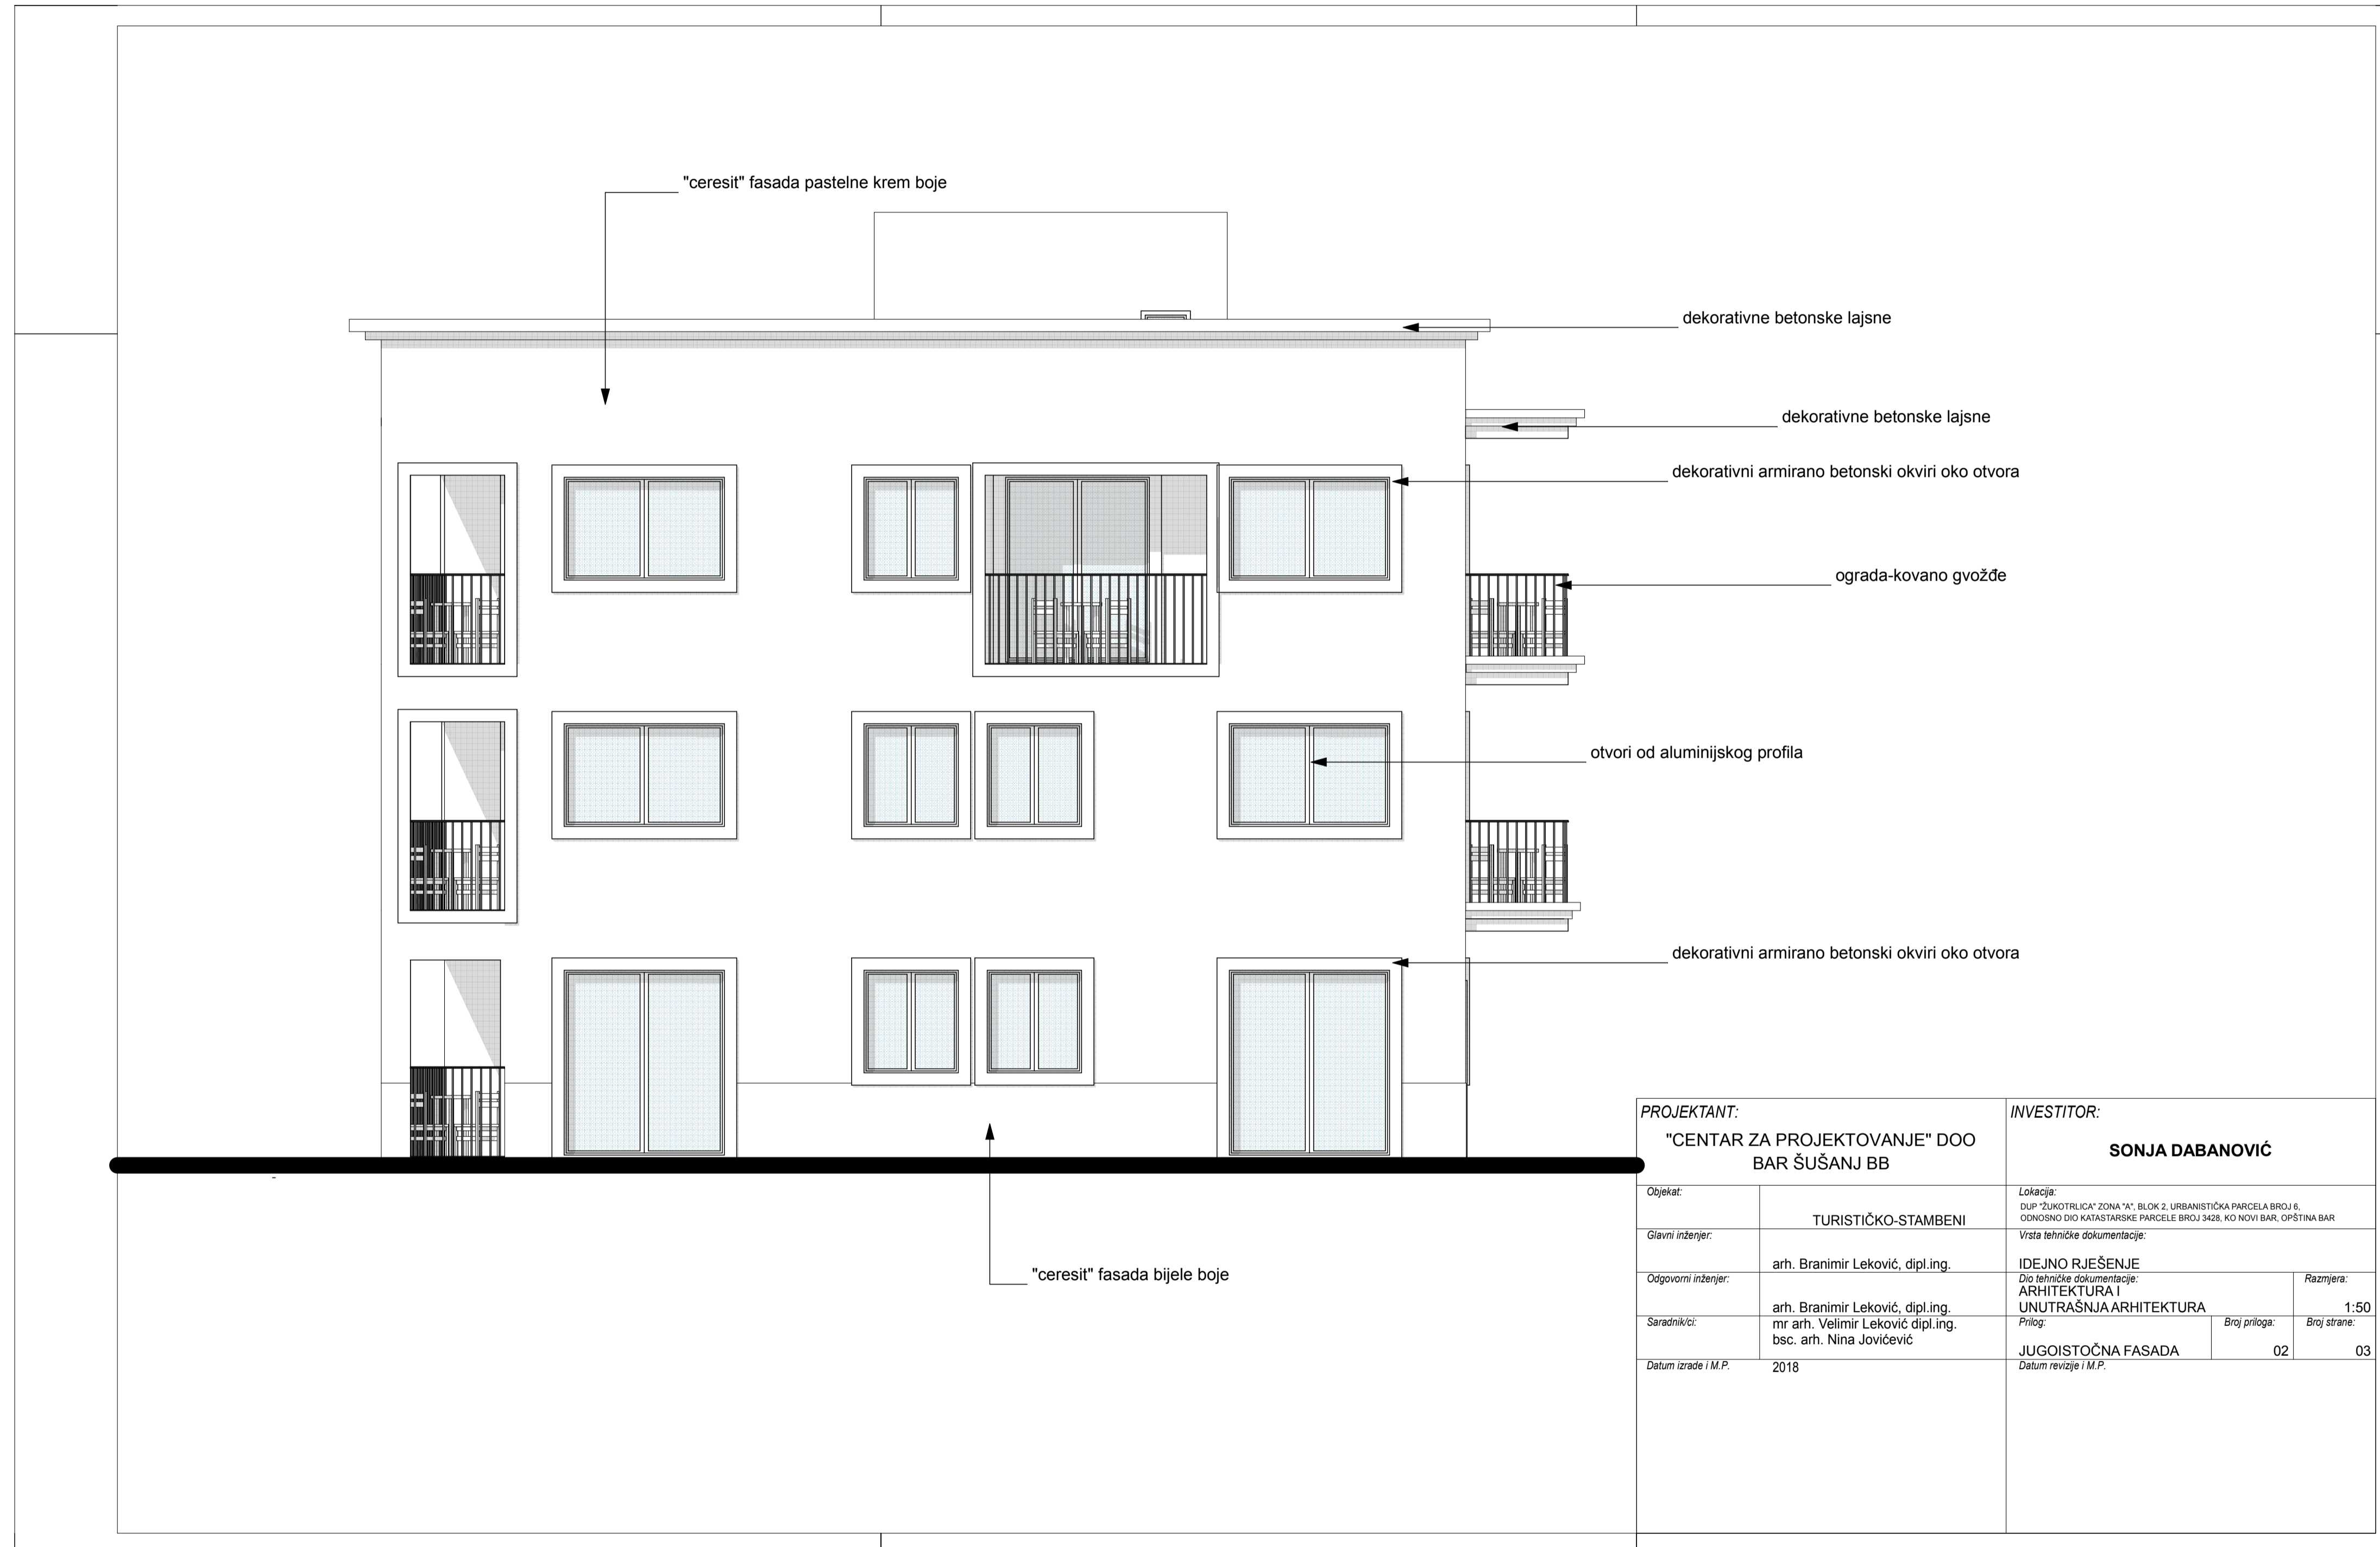 "ceresit" fasada pastelne krem boje
dekorativne betonske lajsne
dekorativne betonske lajsne
dekorativni armirano betonski okviri oko otvora
ograda-kovano gvožđe
otvori od aluminijskog profila
dekorativni armirano betonski okviri oko otvora
"ceresit" fasada bijele boje
PROJEKTANT:
"CENTAR ZA PROJEKTOVANJE" DOO
BAR ŠUŠANJ BB
INVESTITOR:
SONJA DABANOVIĆ
Objekat:
TURISTIČKO-STAMBENI
Lokacija:
DUP "ŽUKOTRLICA" ZONA "A", BLOK 2, URBANISTIČKA PARCELA BROJ 6,
ODNOSNO DIO KATASTARSKE PARCELE BROJ 3428, KO NOVI BAR, OPŠTINA BAR
Glavni inženjer:
arh. Branimir Leković, dipl.ing.
Vrsta tehničke dokumentacije:
IDEJNO RJEŠENJE
Odgovorni inženjer:
arh. Branimir Leković, dipl.ing.
Dio tehničke dokumentacije:
ARHITEKTURA I
UNUTRAŠNJA ARHITEKTURA
Razmjera:
1:50
Saradnik/ci:
mr arh. Velimir Leković dipl.ing.
bsc. arh. Nina Jovićević
Prilog:
JUGOISTOČNA FASADA
Broj priloga:
02
Broj strane:
03
Datum izrade i M.P.
2018
Datum revizije i M.P.